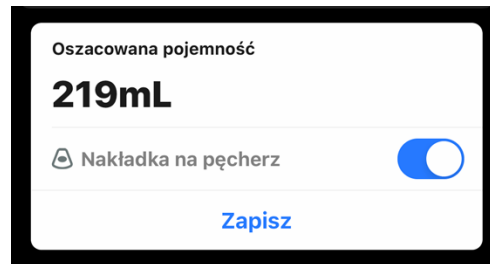 Oszacowana pojemność
219mL
Nakładka na pęcherz
Zapisz